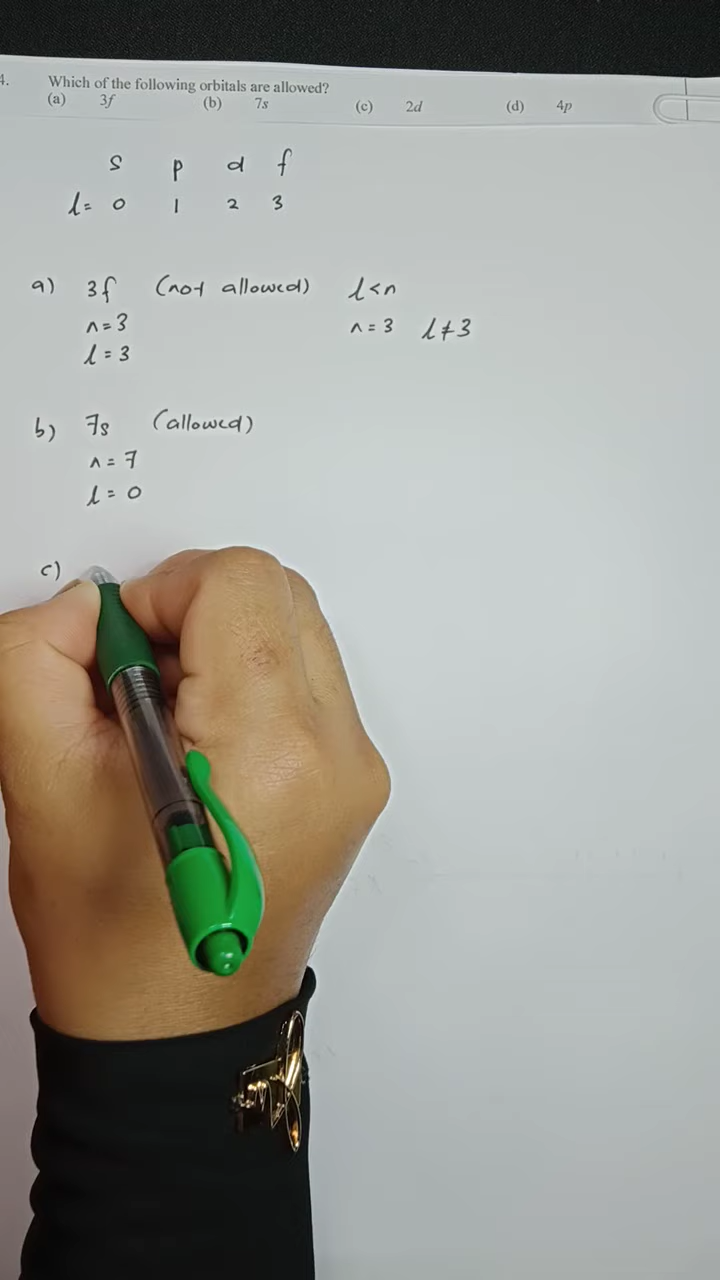 4. Which of the following orbitals are allowed?
(a) 3f (b) 7s (c) 2d (d) 4p
s p d f
l = 0 1 2 3
a) 3f (not allowed) l < n
n = 3 n = 3 l ≠ 3
l = 3
b) 7s (allowed)
n = 7
l = 0
c)